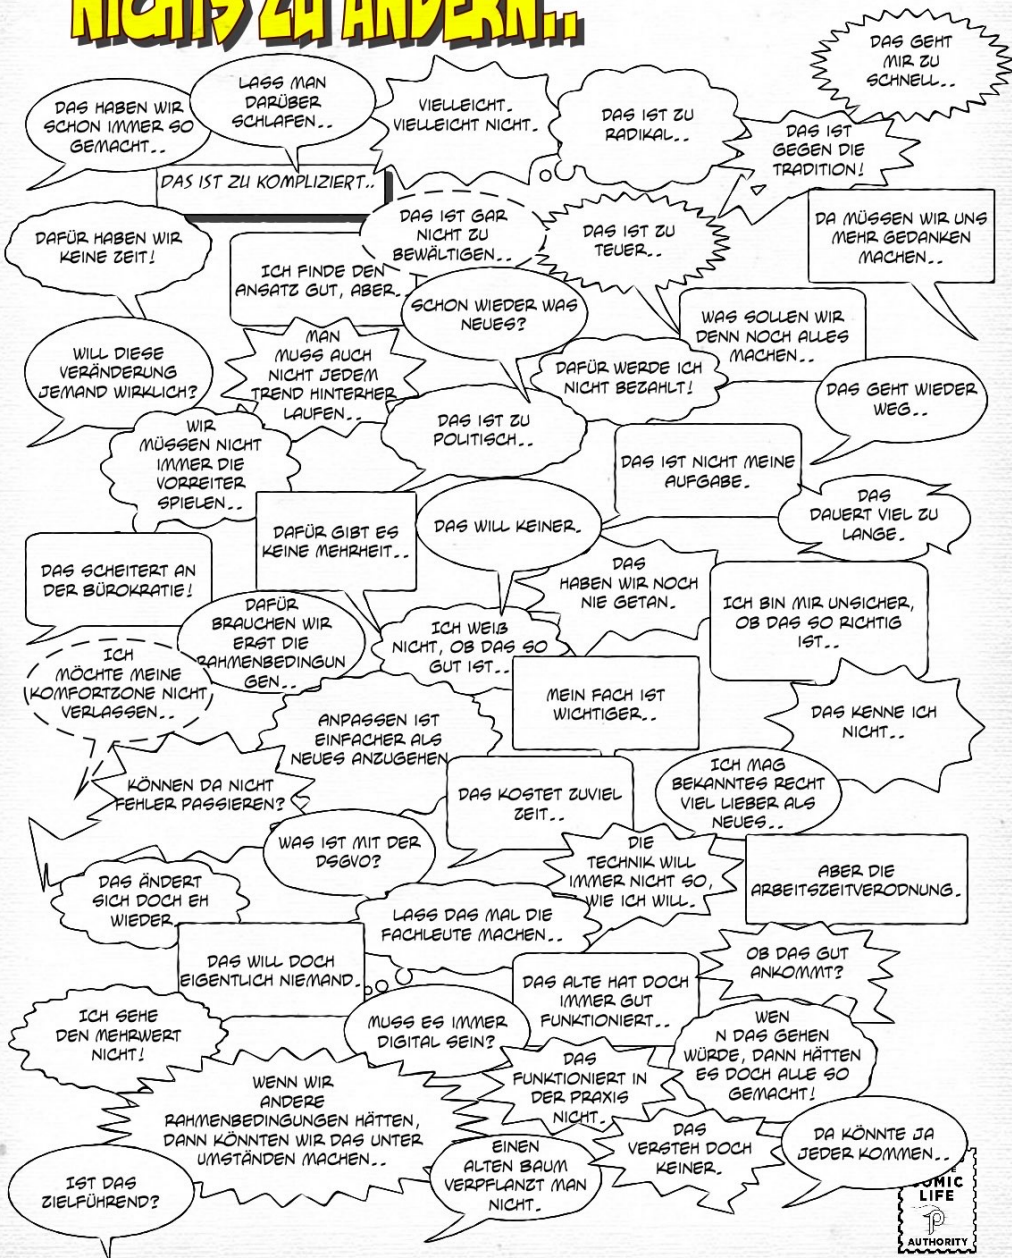 NICHTS ZU ÄNDERN..
DAS GEHT
MIR ZU
SCHNELL..
DAS HABEN WIR
SCHON IMMER SO
GEMACHT..
LASS MAN
DARÜBER
SCHLAFEN..
VIELLEICHT.
VIELLEICHT NICHT.
DAS IST ZU
RADIKAL..
DAS IST
GEGEN DIE
TRADITION!
DAS IST ZU KOMPLIZIERT..
DAFÜR HABEN WIR
KEINE ZEIT!
DAS IST GAR
NICHT ZU
BEWÄLTIGEN..
DAS IST ZU
TEUER..
DA MÜSSEN WIR UNS
MEHR GEDANKEN
MACHEN..
ICH FINDE DEN
ANSATZ GUT, ABER..
SCHON WIEDER WAS
NEUES?
WAS SOLLEN WIR
DENN NOCH ALLES
MACHEN..
WILL DIESE
VERÄNDERUNG
JEMAND WIRKLICH?
MAN
MUSS AUCH
NICHT JEDEM
TREND HINTERHER
LAUFEN..
DAFÜR WERDE ICH
NICHT BEZAHLT!
DAS GEHT WIEDER
WEG..
WIR
MÜSSEN NICHT
IMMER DIE
VORREITER
SPIELEN..
DAS IST ZU
POLITISCH..
DAS IST NICHT MEINE
AUFGABE.
DAS
DAUERT VIEL ZU
LANGE.
DAFÜR GIBT ES
KEINE MEHRHEIT..
DAS WILL KEINER.
DAS SCHEITERT AN
DER BÜROKRATIE!
DAS
HABEN WIR NOCH
NIE GETAN.
ICH BIN MIR UNSICHER,
OB DAS SO RICHTIG
IST..
DAFÜR
BRAUCHEN WIR
ERST DIE
RAHMENBEDINGUN
GEN..
ICH WEIß
NICHT, OB DAS SO
GUT IST..
ICH
MÖCHTE MEINE
KOMFORTZONE NICHT
VERLASSEN..
MEIN FACH IST
WICHTIGER..
DAS KENNE ICH
NICHT..
ANPASSEN IST
EINFACHER ALS
NEUES ANZUGEHEN
KÖNNEN DA NICHT
FEHLER PASSIEREN?
DAS KOSTET ZUVIEL
ZEIT..
ICH MAG
BEKANNTES RECHT
VIEL LIEBER ALS
NEUES..
WAS IST MIT DER
DSGVO?
DIE
TECHNIK WILL
IMMER NICHT SO,
WIE ICH WILL.
ABER DIE
ARBEITSZEITVERODNUNG.
DAS ÄNDERT
SICH DOCH EH
WIEDER
LASS DAS MAL DIE
FACHLEUTE MACHEN..
DAS WILL DOCH
EIGENTLICH NIEMAND.
DAS ALTE HAT DOCH
IMMER GUT
FUNKTIONIERT..
OB DAS GUT
ANKOMMT?
ICH SEHE
DEN MEHRWERT
NICHT!
MUSS ES IMMER
DIGITAL SEIN?
WEN
N DAS GEHEN
WÜRDE, DANN HÄTTEN
ES DOCH ALLE SO
GEMACHT!
WENN WIR
ANDERE
RAHMENBEDINGUNGEN HÄTTEN,
DANN KÖNNTEN WIR DAS UNTER
UMSTÄNDEN MACHEN..
DAS
FUNKTIONIERT IN
DER PRAXIS
NICHT.
EINEN
ALTEN BAUM
VERPFLANZT MAN
NICHT.
DAS
VERSTEH DOCH
KEINER.
DA KÖNNTE JA
JEDER KOMMEN..
IST DAS
ZIELFÜHREND?
COMIC
LIFE
AUTHORITY